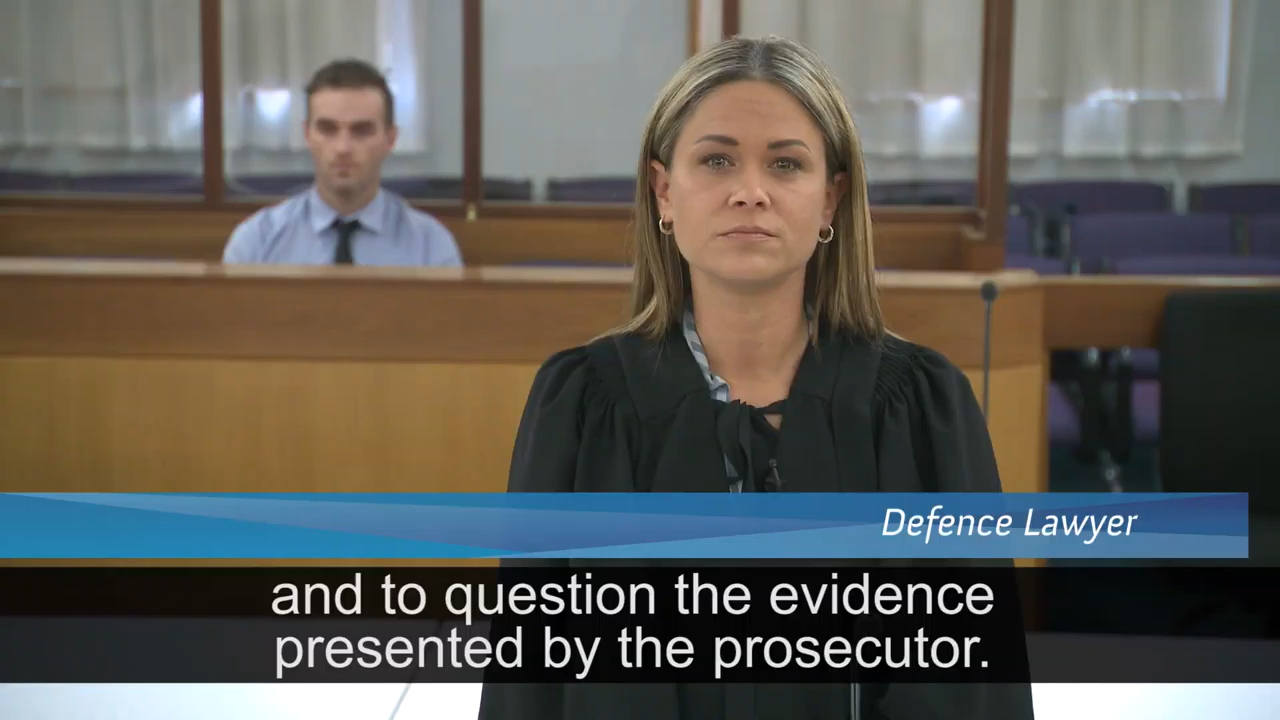 Defence Lawyer
and to question the evidence
presented by the prosecutor.